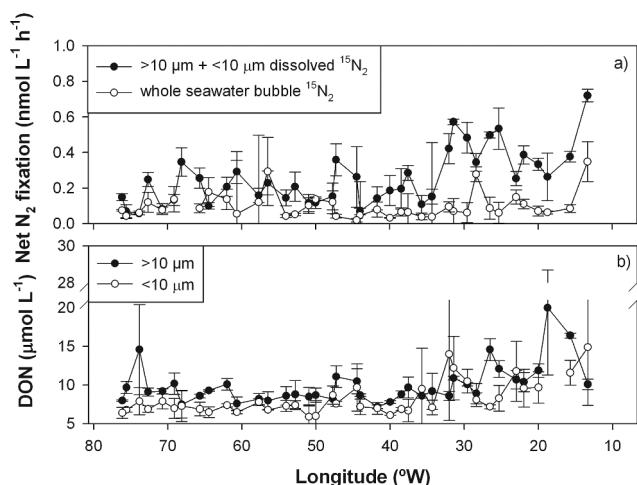 1.0
0.8
0.6
0.4
0.2
0.0
Net N₂ fixation (nmol L⁻¹ h⁻¹)
>10 µm + <10 µm dissolved ¹⁵N₂
whole seawater bubble ¹⁵N₂
a)
30
28
20
15
10
5
DON (µmol L⁻¹)
>10 µm
<10 µm
b)
80 70 60 50 40 30 20 10
Longitude (ºW)